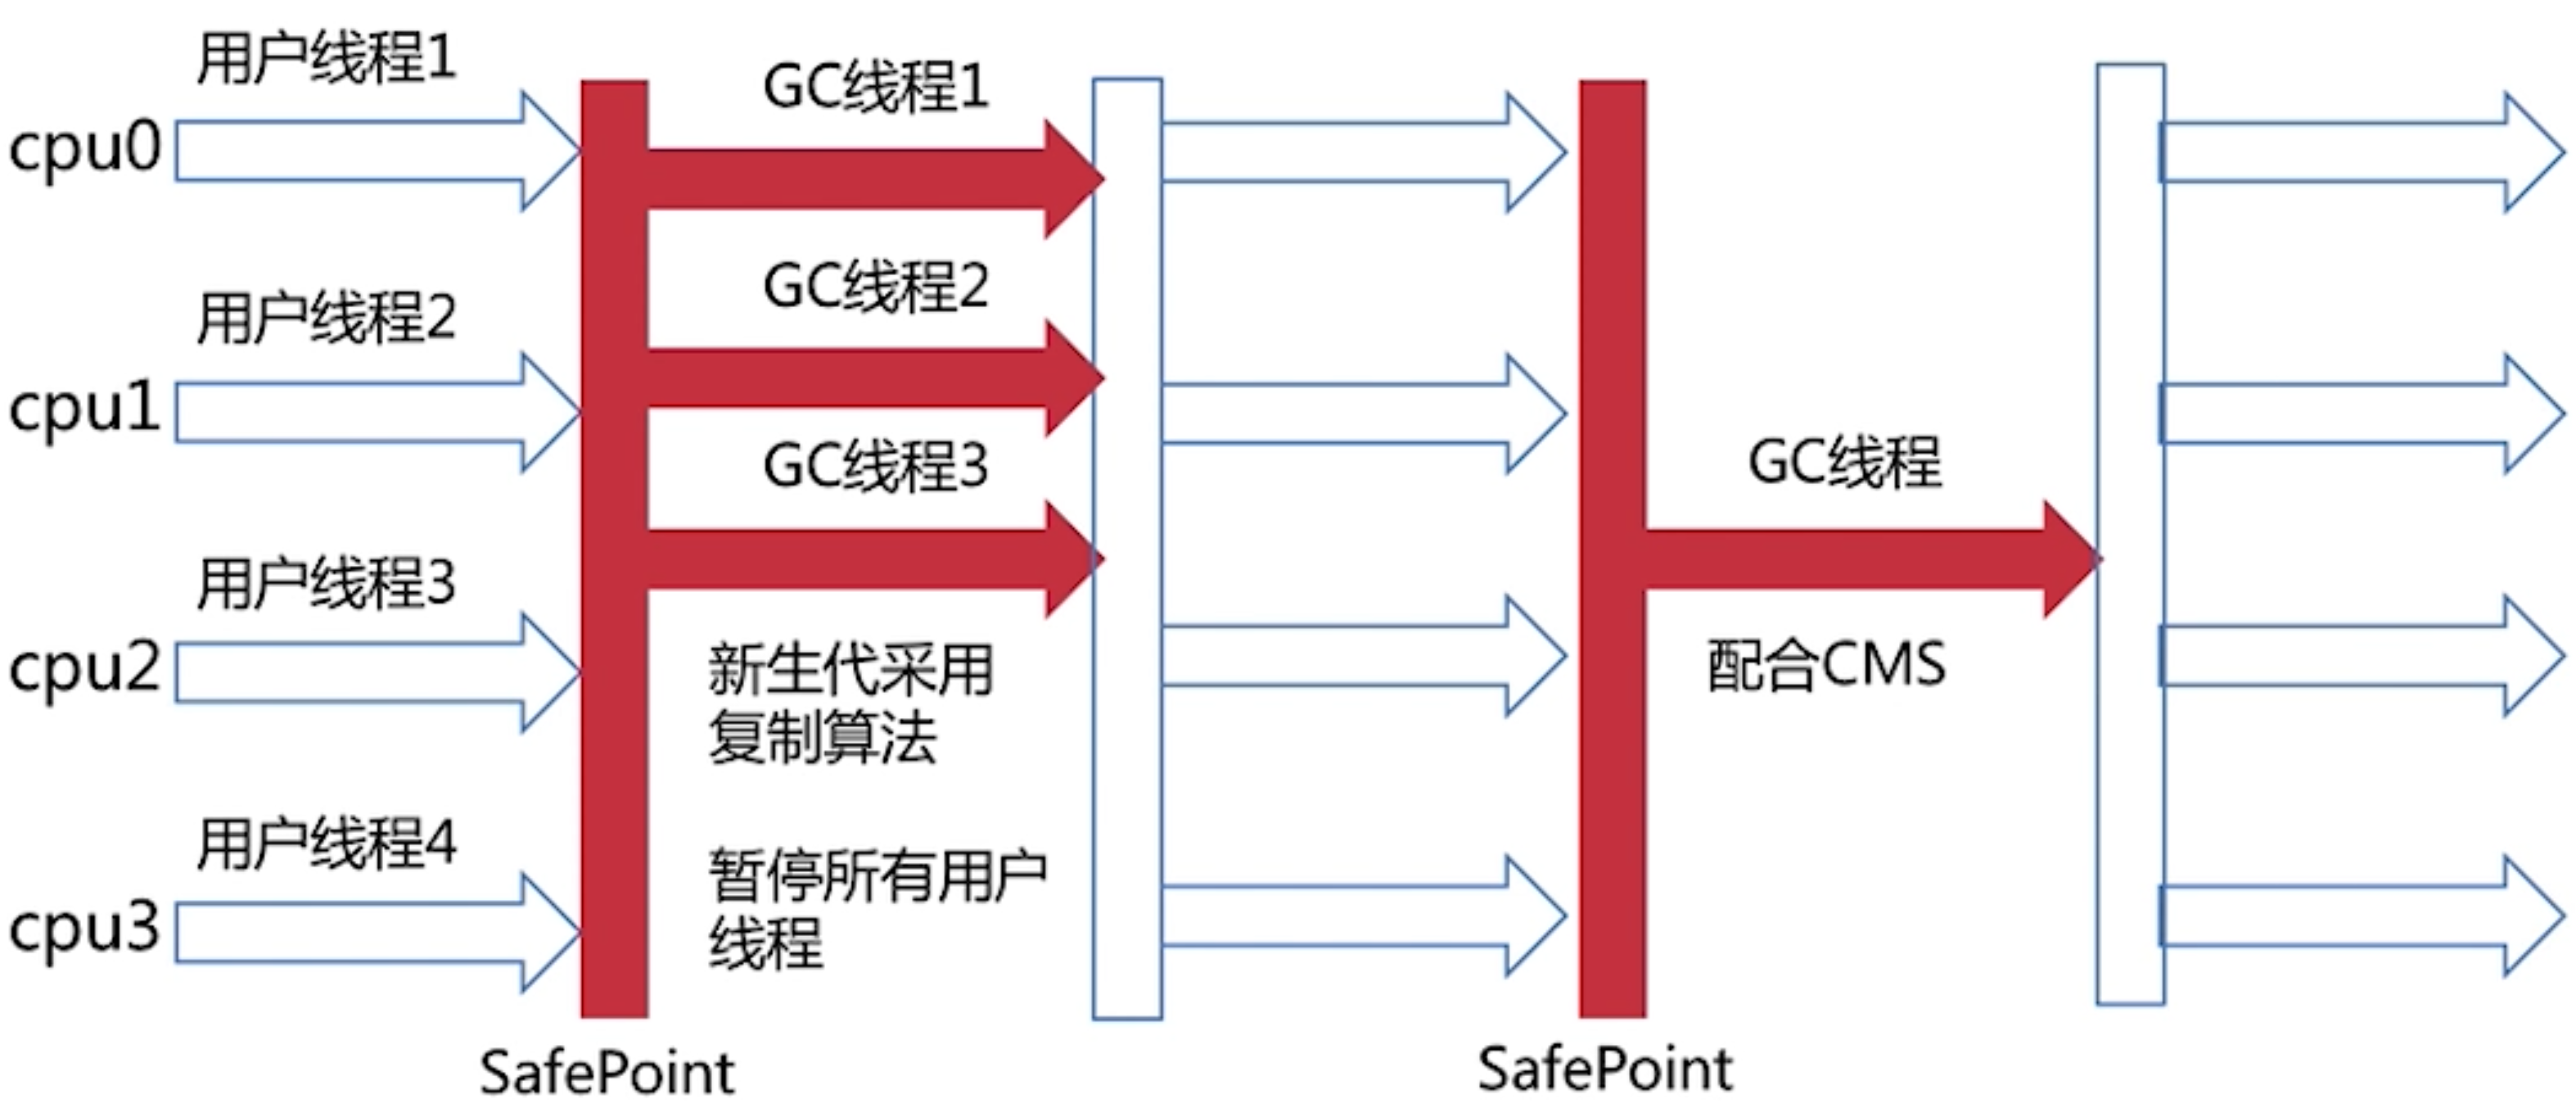 用户线程1
cpu0
GC线程1
用户线程2
cpu1
GC线程2
GC线程3
GC线程
用户线程3
cpu2
新生代采用
复制算法
配合CMS
用户线程4
cpu3
暂停所有用户
线程
SafePoint
SafePoint